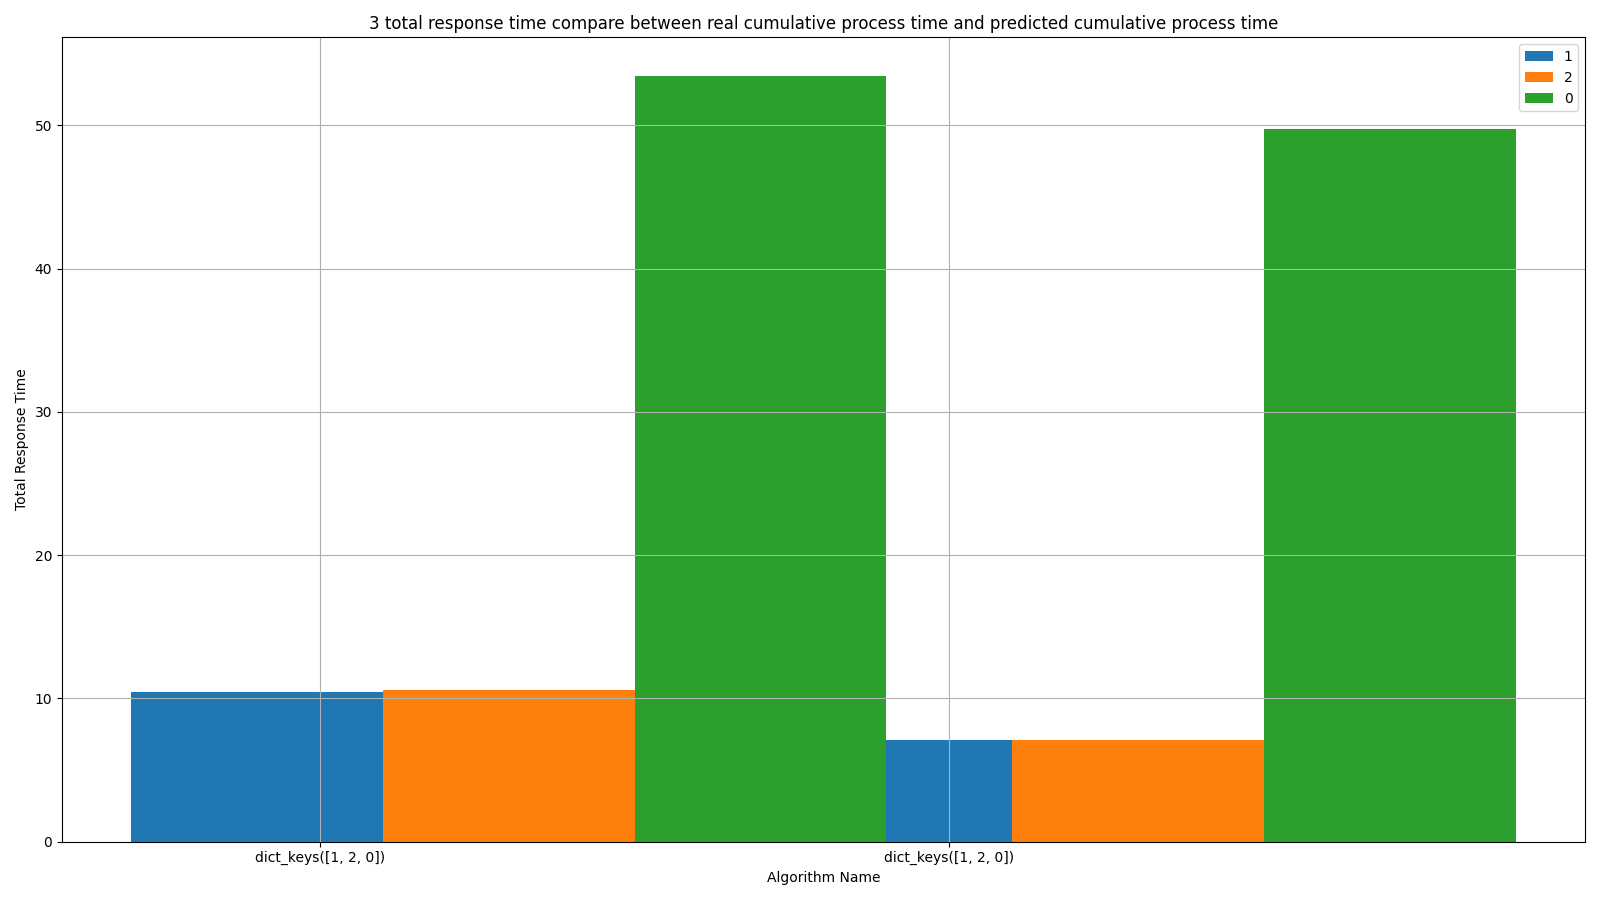 3 total response time compare between real cumulative process time and predicted cumulative process time
1
2
0
Total Response Time
50
40
30
20
10
0
dict_keys([1, 2, 0])
dict_keys([1, 2, 0])
Algorithm Name